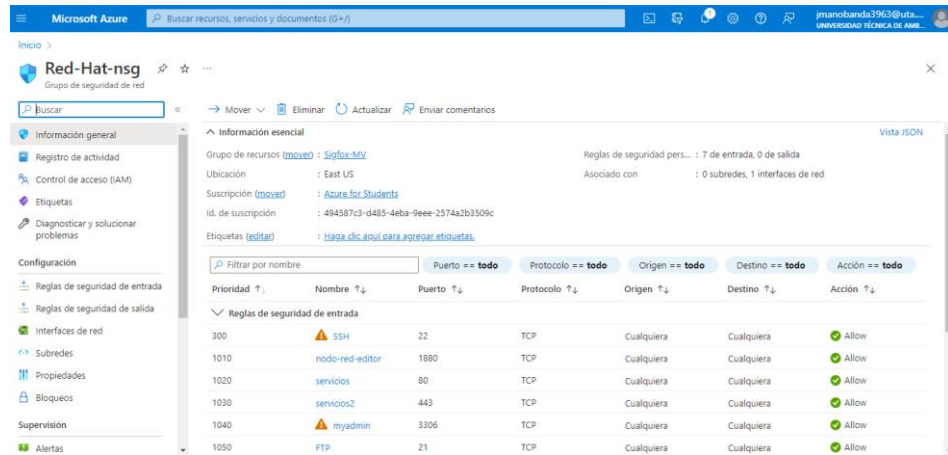 Microsoft Azure
Buscar recursos, servicios y documentos (G+/)
jmanobanda3963@uta....
UNIVERSIDAD TÉCNICA DE AMB...
Inicio >
Red-Hat-nsg
Grupo de seguridad de red
Buscar
Información general
Registro de actividad
Control de acceso (IAM)
Etiquetas
Diagnosticar y solucionar
problemas
Configuración
Reglas de seguridad de entrada
Reglas de seguridad de salida
Interfaces de red
Subredes
Propiedades
Bloqueos
Supervisión
Alertas
Mover Eliminar Actualizar Enviar comentarios
Información esencial Vista JSON
Grupo de recursos (mover) : Sigfox-MV Reglas de seguridad pers... : 7 de entrada, 0 de salida
Ubicación : East US Asociado con : 0 subredes, 1 interfaces de red
Suscripción (mover) : Azure for Students
Id. de suscripción : 494587c3-d485-4eba-9eee-2574a2b3509c
Etiquetas (editar) : Haga clic aquí para agregar etiquetas.
Filtrar por nombre Puerto == todo Protocolo == todo Origen == todo Destino == todo Acción == todo
Prioridad ↑ Nombre ↑↓ Puerto ↑↓ Protocolo ↑↓ Origen ↑↓ Destino ↑↓ Acción ↑↓
Reglas de seguridad de entrada
300 SSH 22 TCP Cualquiera Cualquiera Allow
1010 nodo-red-editor 1880 TCP Cualquiera Cualquiera Allow
1020 servicios 80 TCP Cualquiera Cualquiera Allow
1030 servicios2 443 TCP Cualquiera Cualquiera Allow
1040 myadmin 3306 TCP Cualquiera Cualquiera Allow
1050 FTP 21 TCP Cualquiera Cualquiera Allow